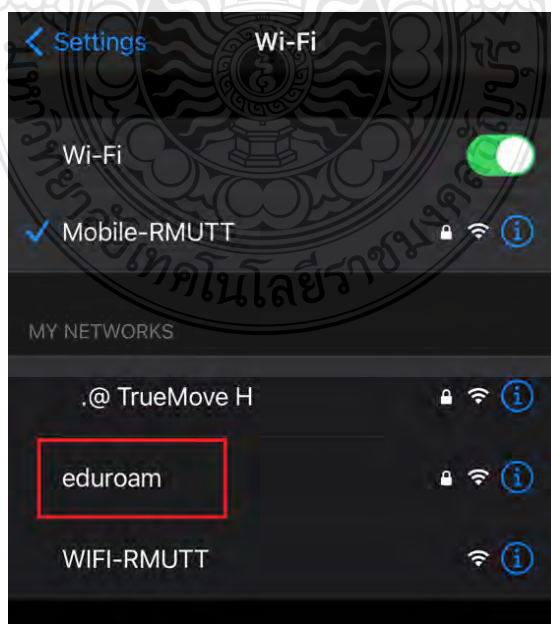 Settings Wi-Fi
Wi-Fi
Mobile-RMUTT
MY NETWORKS
.@ TrueMove H
eduroam
WIFI-RMUTT